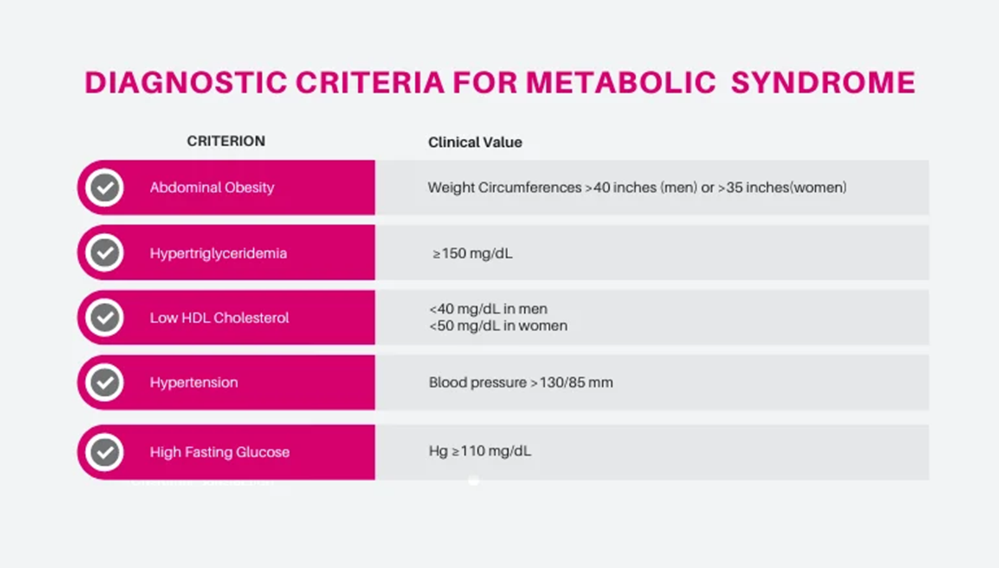 DIAGNOSTIC CRITERIA FOR METABOLIC SYNDROME
CRITERION
Clinical Value
Abdominal Obesity
Weight Circumferences >40 inches (men) or >35 inches(women)
Hypertriglyceridemia
≥150 mg/dL
Low HDL Cholesterol
<40 mg/dL in men
<50 mg/dL in women
Hypertension
Blood pressure >130/85 mm
High Fasting Glucose
Hg ≥110 mg/dL